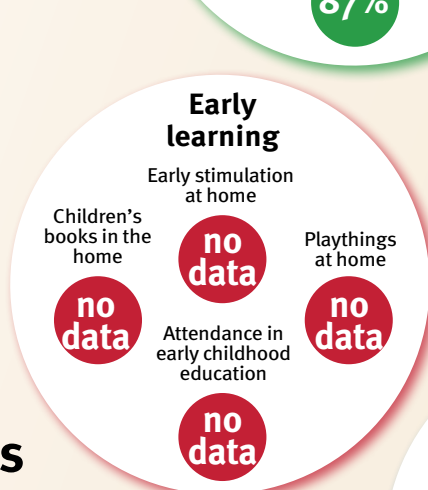 87%
Early
learning
Early stimulation
at home
no
data
Children's
books in the
home
no
data
Playthings
at home
no
data
Attendance in
early childhood
education
no
data
s